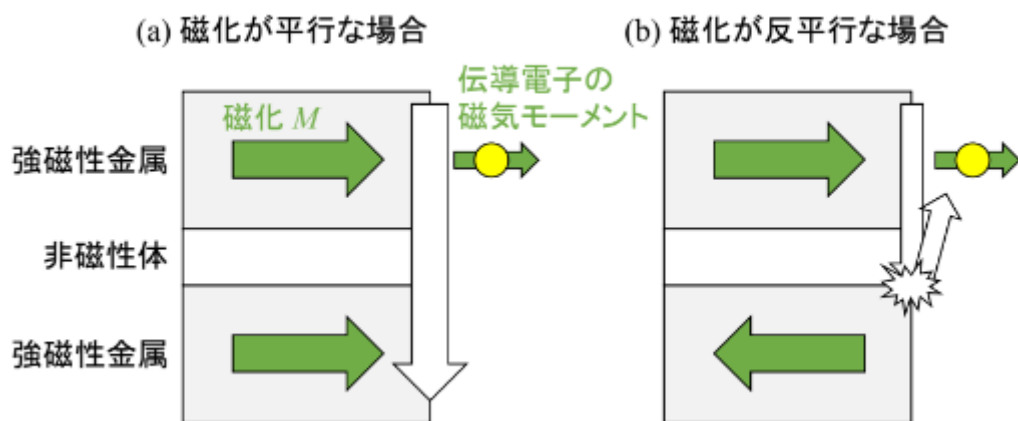 (a) 磁化が平行な場合
(b) 磁化が反平行な場合
磁化 M
伝導電子の
磁気モーメント
強磁性金属
非磁性体
強磁性金属